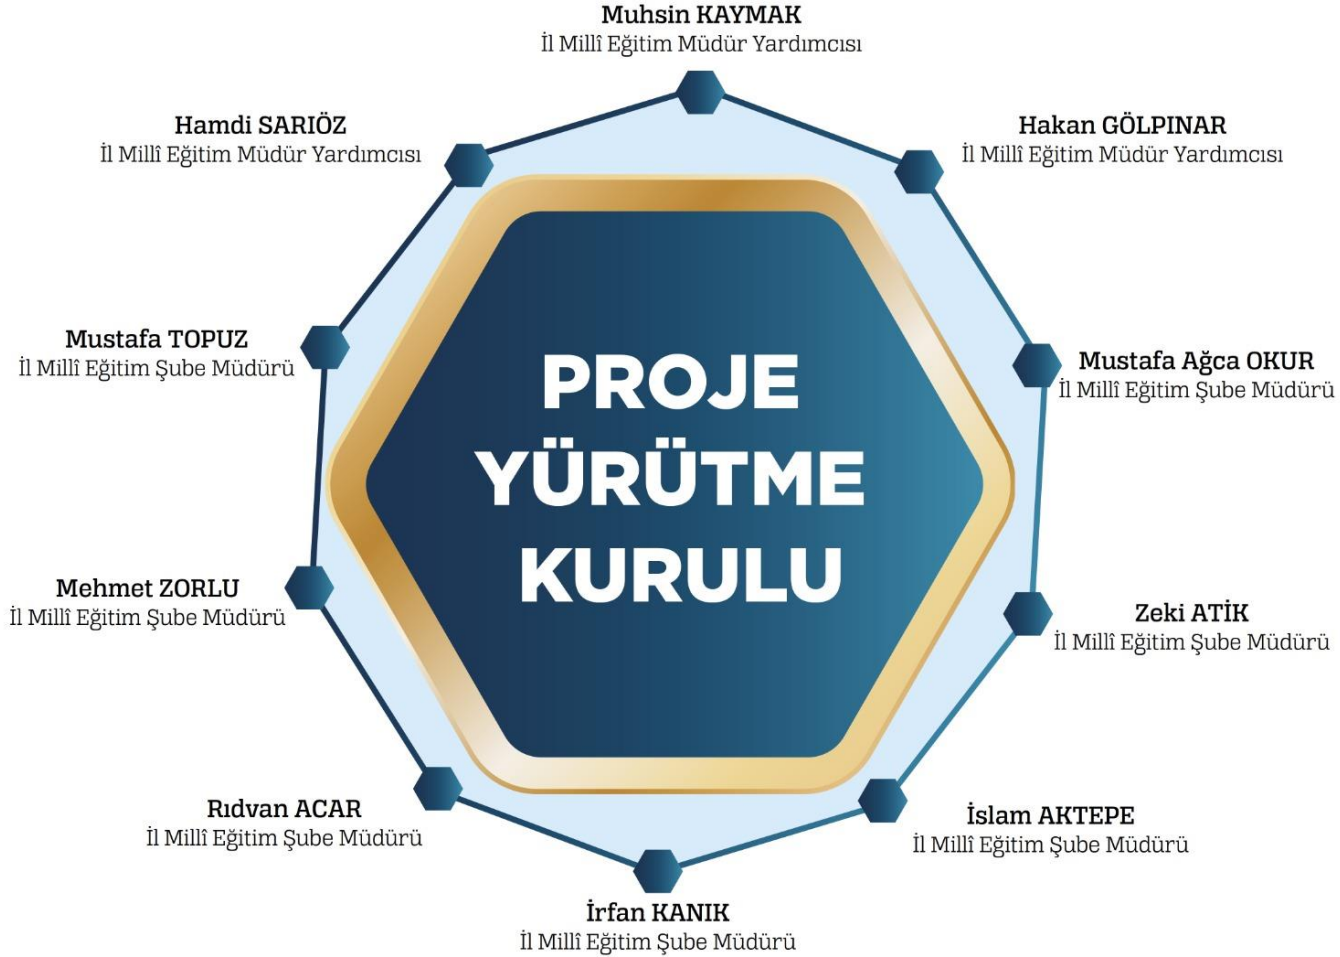 Muhsin KAYMAK
İl Millî Eğitim Müdür Yardımcısı
Hamdi SARIÖZ
İl Millî Eğitim Müdür Yardımcısı
Hakan GÖLPINAR
İl Millî Eğitim Müdür Yardımcısı
Mustafa TOPUZ
İl Millî Eğitim Şube Müdürü
Mustafa Ağca OKUR
İl Millî Eğitim Şube Müdürü
PROJE
YÜRÜTME
KURULU
Mehmet ZORLU
İl Millî Eğitim Şube Müdürü
Zeki ATİK
İl Millî Eğitim Şube Müdürü
Rıdvan ACAR
İl Millî Eğitim Şube Müdürü
İslam AKTEPE
İl Millî Eğitim Şube Müdürü
İrfan KANIK
İl Millî Eğitim Şube Müdürü